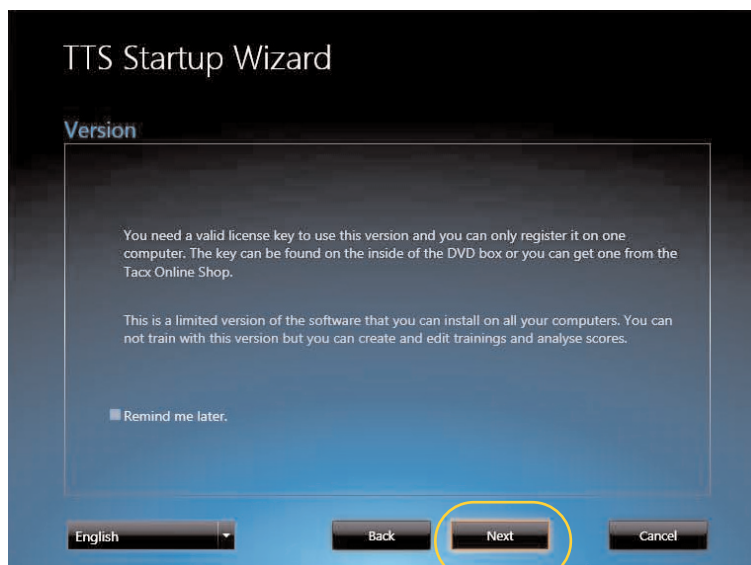 TTS Startup Wizard
Version
You need a valid license key to use this version and you can only register it on one
computer. The key can be found on the inside of the DVD box or you can get one from the
Tacx Online Shop.
This is a limited version of the software that you can install on all your computers. You can
not train with this version but you can create and edit trainings and analyse scores.
Remind me later.
English
Back
Next
Cancel